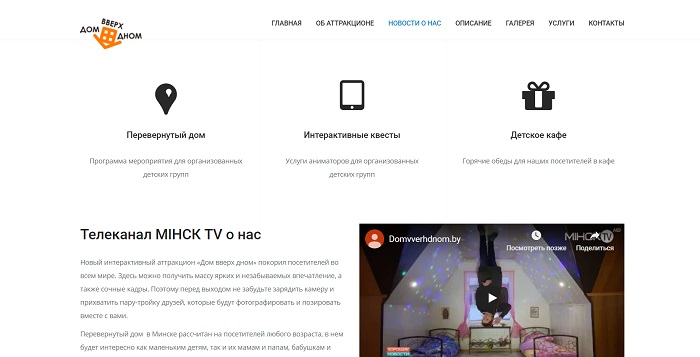 ДОМ ВВЕРХ ДНОМ
ГЛАВНАЯ ОБ АТТРАКЦИОНЕ НОВОСТИ О НАС ОПИСАНИЕ ГАЛЕРЕЯ УСЛУГИ КОНТАКТЫ
Перевернутый дом
Программа мероприятия для организованных
детских групп
Интерактивные квесты
Услуги аниматоров для организованных
детских групп
Детское кафе
Горячие обеды для наших посетителей в кафе
Телеканал МІНСК TV о нас
Новый интерактивный аттракцион «Дом вверх дном» покорил посетителей во
всем мире. Здесь можно получить массу ярких и незабываемых впечатление, а
также сочные кадры. Поэтому перед выходом не забудьте зарядить камеру и
прихватить пару-тройку друзей, которые будут фотографировать и позировать
вместе с вами.
Перевернутый дом в Минске рассчитан на посетителей любого возраста, в нем
будет интересно как маленьким детям, так и их мамам и папам, бабушкам и
Domvverhdnom.by
Посмотреть позже
Поделиться
МІНСК TV
ХОРОШИЕ
НОВОСТИ